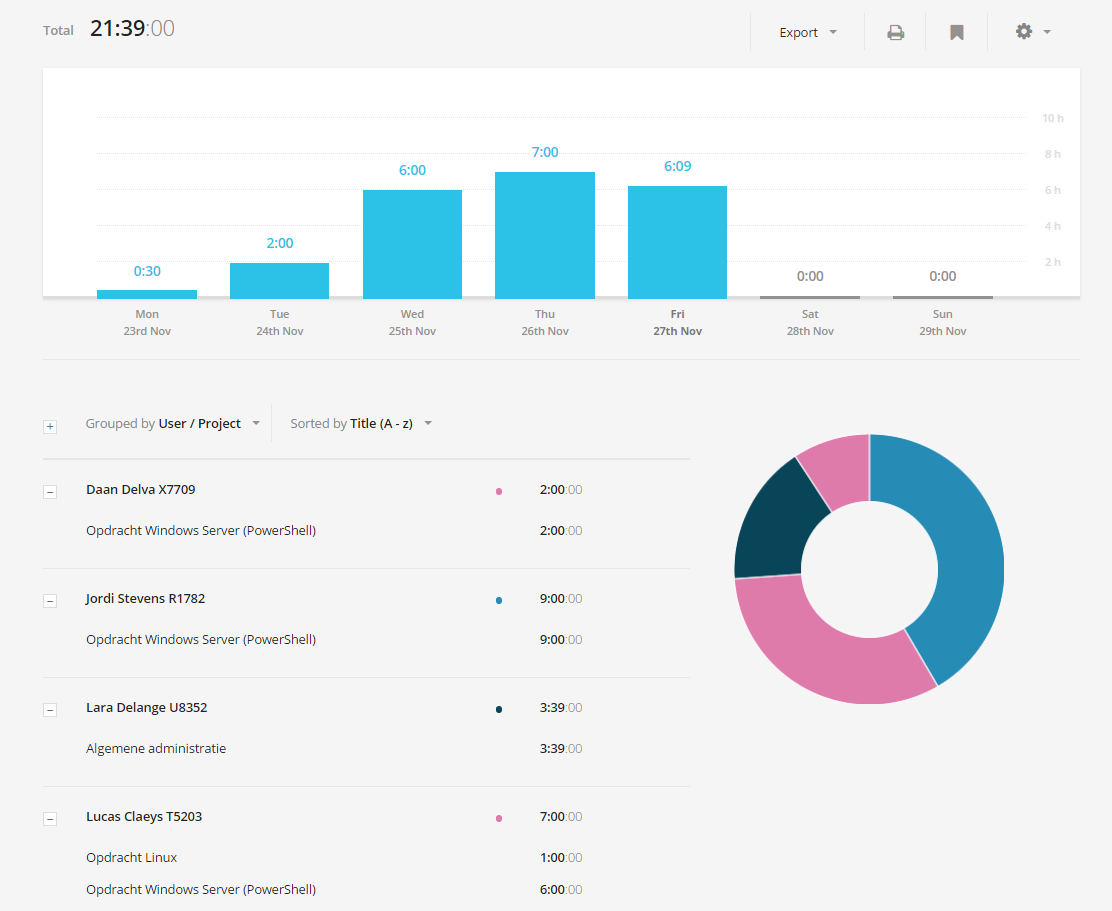 Total 21:39:00 Export
10 h
8 h
7:00
6:09
6:00
6 h
4 h
2:00
2 h
0:30
0:00 0:00
Mon Tue Wed Thu Fri Sat Sun
23rd Nov 24th Nov 25th Nov 26th Nov 27th Nov 28th Nov 29th Nov
Grouped by User / Project Sorted by Title (A - z)
Daan Delva X7709 2:00:00
Opdracht Windows Server (PowerShell) 2:00:00
Jordi Stevens R1782 9:00:00
Opdracht Windows Server (PowerShell) 9:00:00
Lara Delange U8352 3:39:00
Algemene administratie 3:39:00
Lucas Claeys T5203 7:00:00
Opdracht Linux 1:00:00
Opdracht Windows Server (PowerShell) 6:00:00